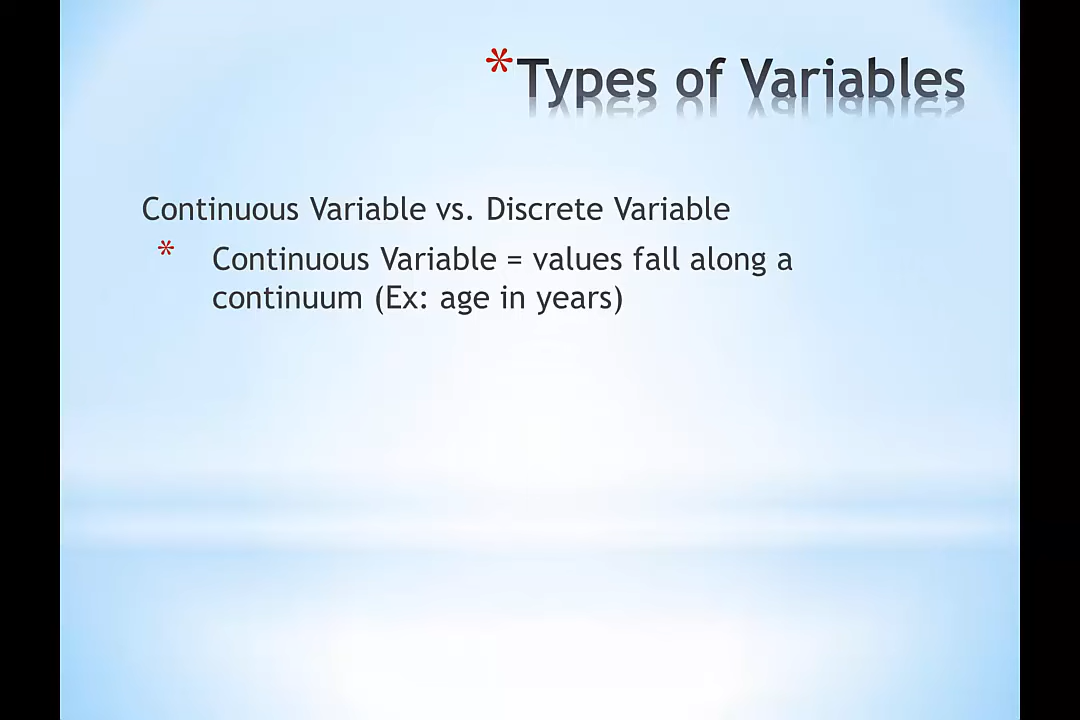 *Types of Variables
Continuous Variable vs. Discrete Variable
* Continuous Variable = values fall along a
continuum (Ex: age in years)